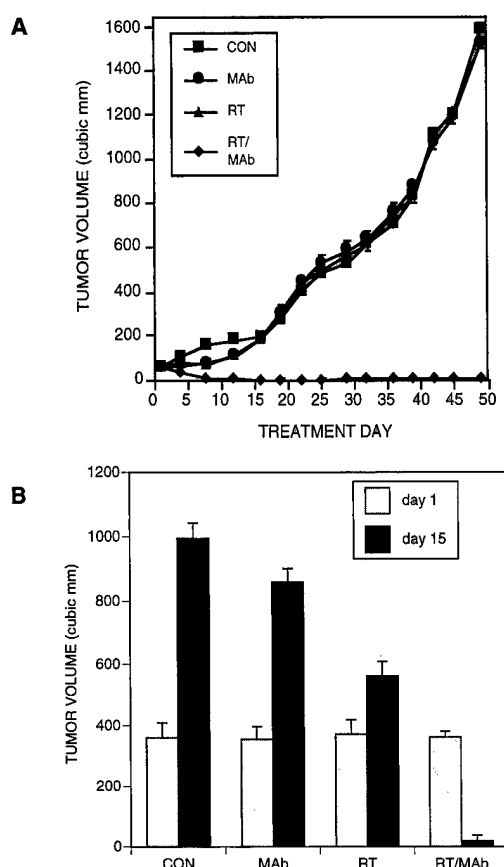 A
1600
1400
1200
1000
800
600
400
200
0
TUMOR VOLUME (cubic mm)
CON
MAb
RT
RT/
MAb
0 5 10 15 20 25 30 35 40 45 50
TREATMENT DAY
B
1200
1000
800
600
400
200
0
TUMOR VOLUME (cubic mm)
day 1
day 15
CON MAb RT RT/MAb